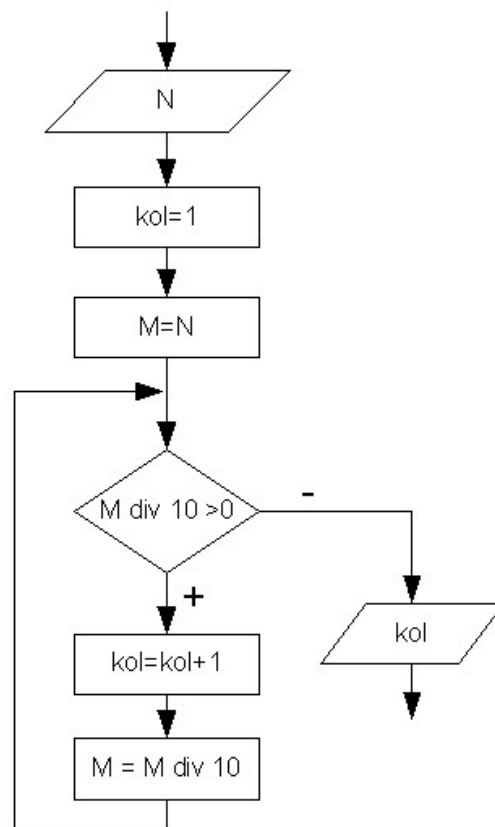 N
kol=1
M=N
M div 10 >0
-
+
kol
kol=kol+1
M = M div 10